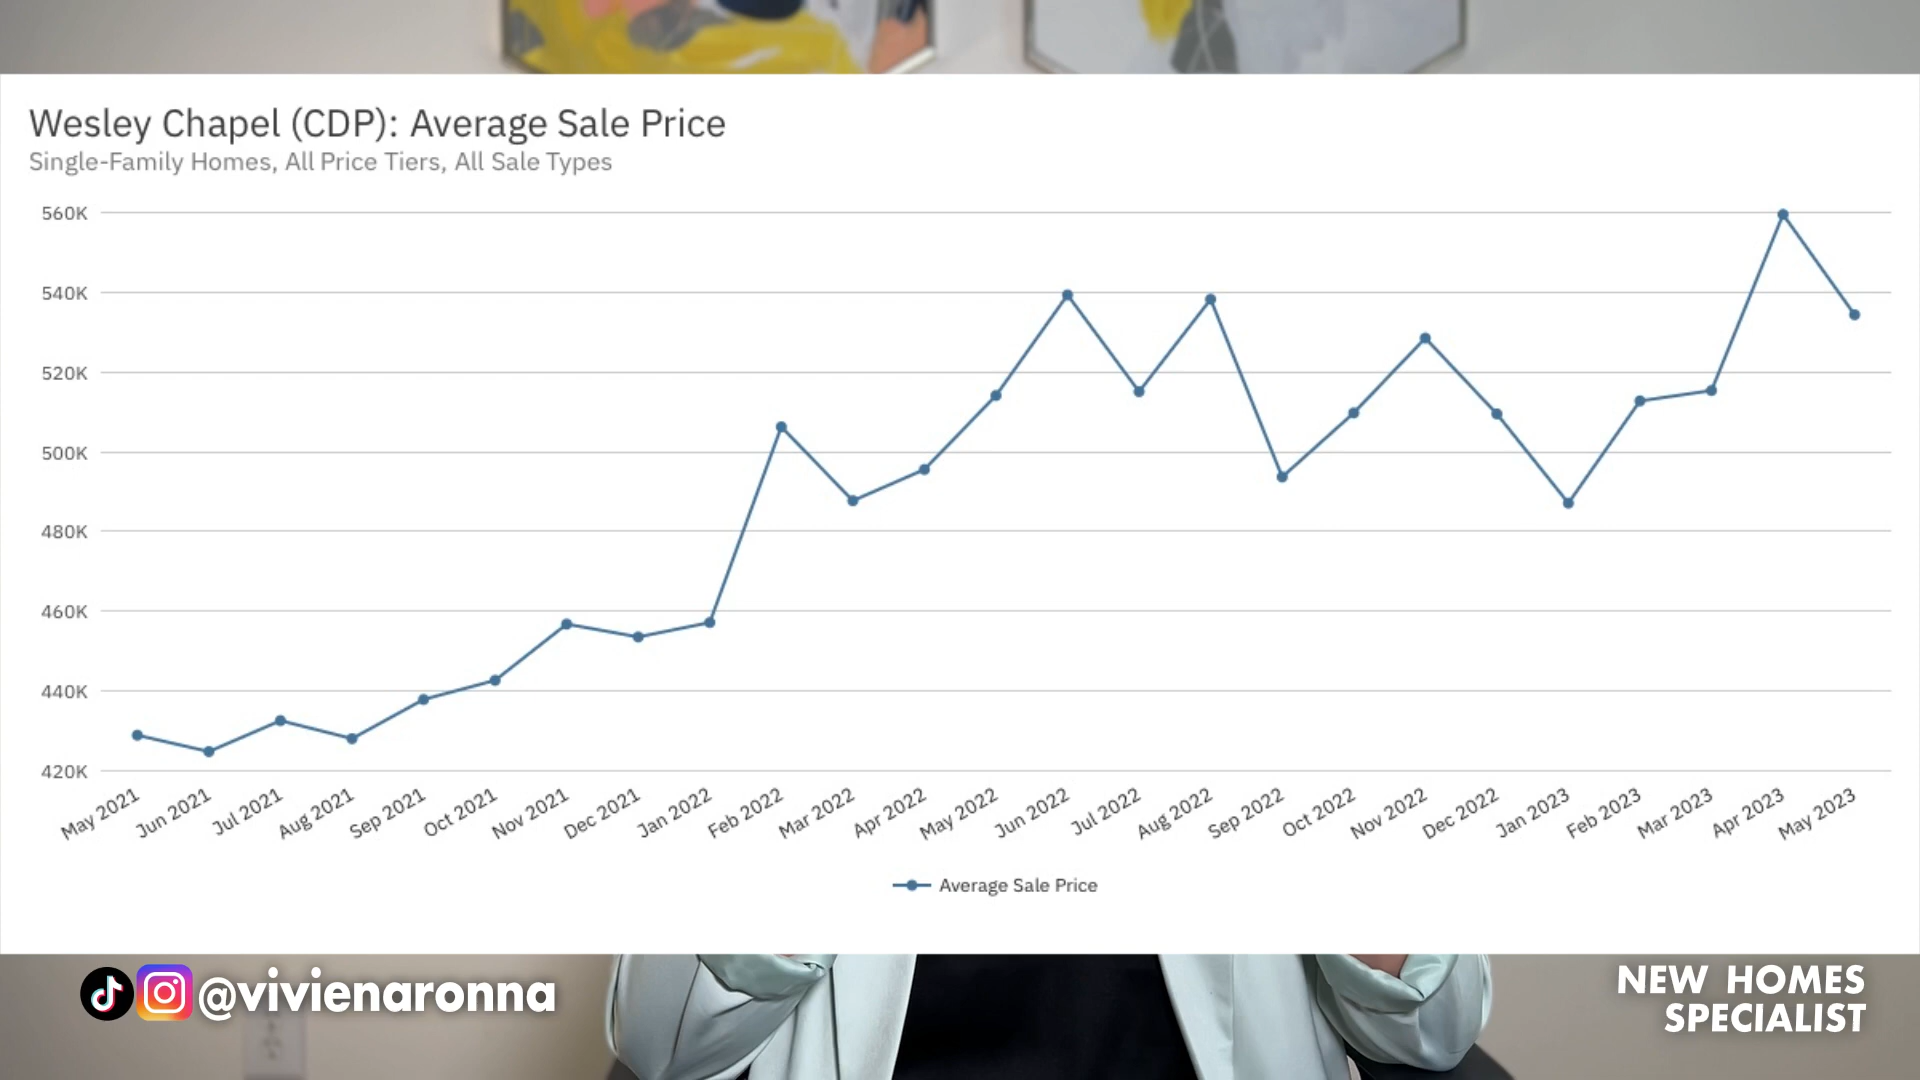 Wesley Chapel (CDP): Average Sale Price
Single-Family Homes, All Price Tiers, All Sale Types
560K
540K
520K
500K
480K
460K
440K
420K
May 2021
Jun 2021
Jul 2021
Aug 2021
Sep 2021
Oct 2021
Nov 2021
Dec 2021
Jan 2022
Feb 2022
Mar 2022
Apr 2022
May 2022
Jun 2022
Jul 2022
Aug 2022
Sep 2022
Oct 2022
Nov 2022
Dec 2022
Jan 2023
Feb 2023
Mar 2023
Apr 2023
May 2023
Average Sale Price
@vivienaronna
NEW HOMES
SPECIALIST